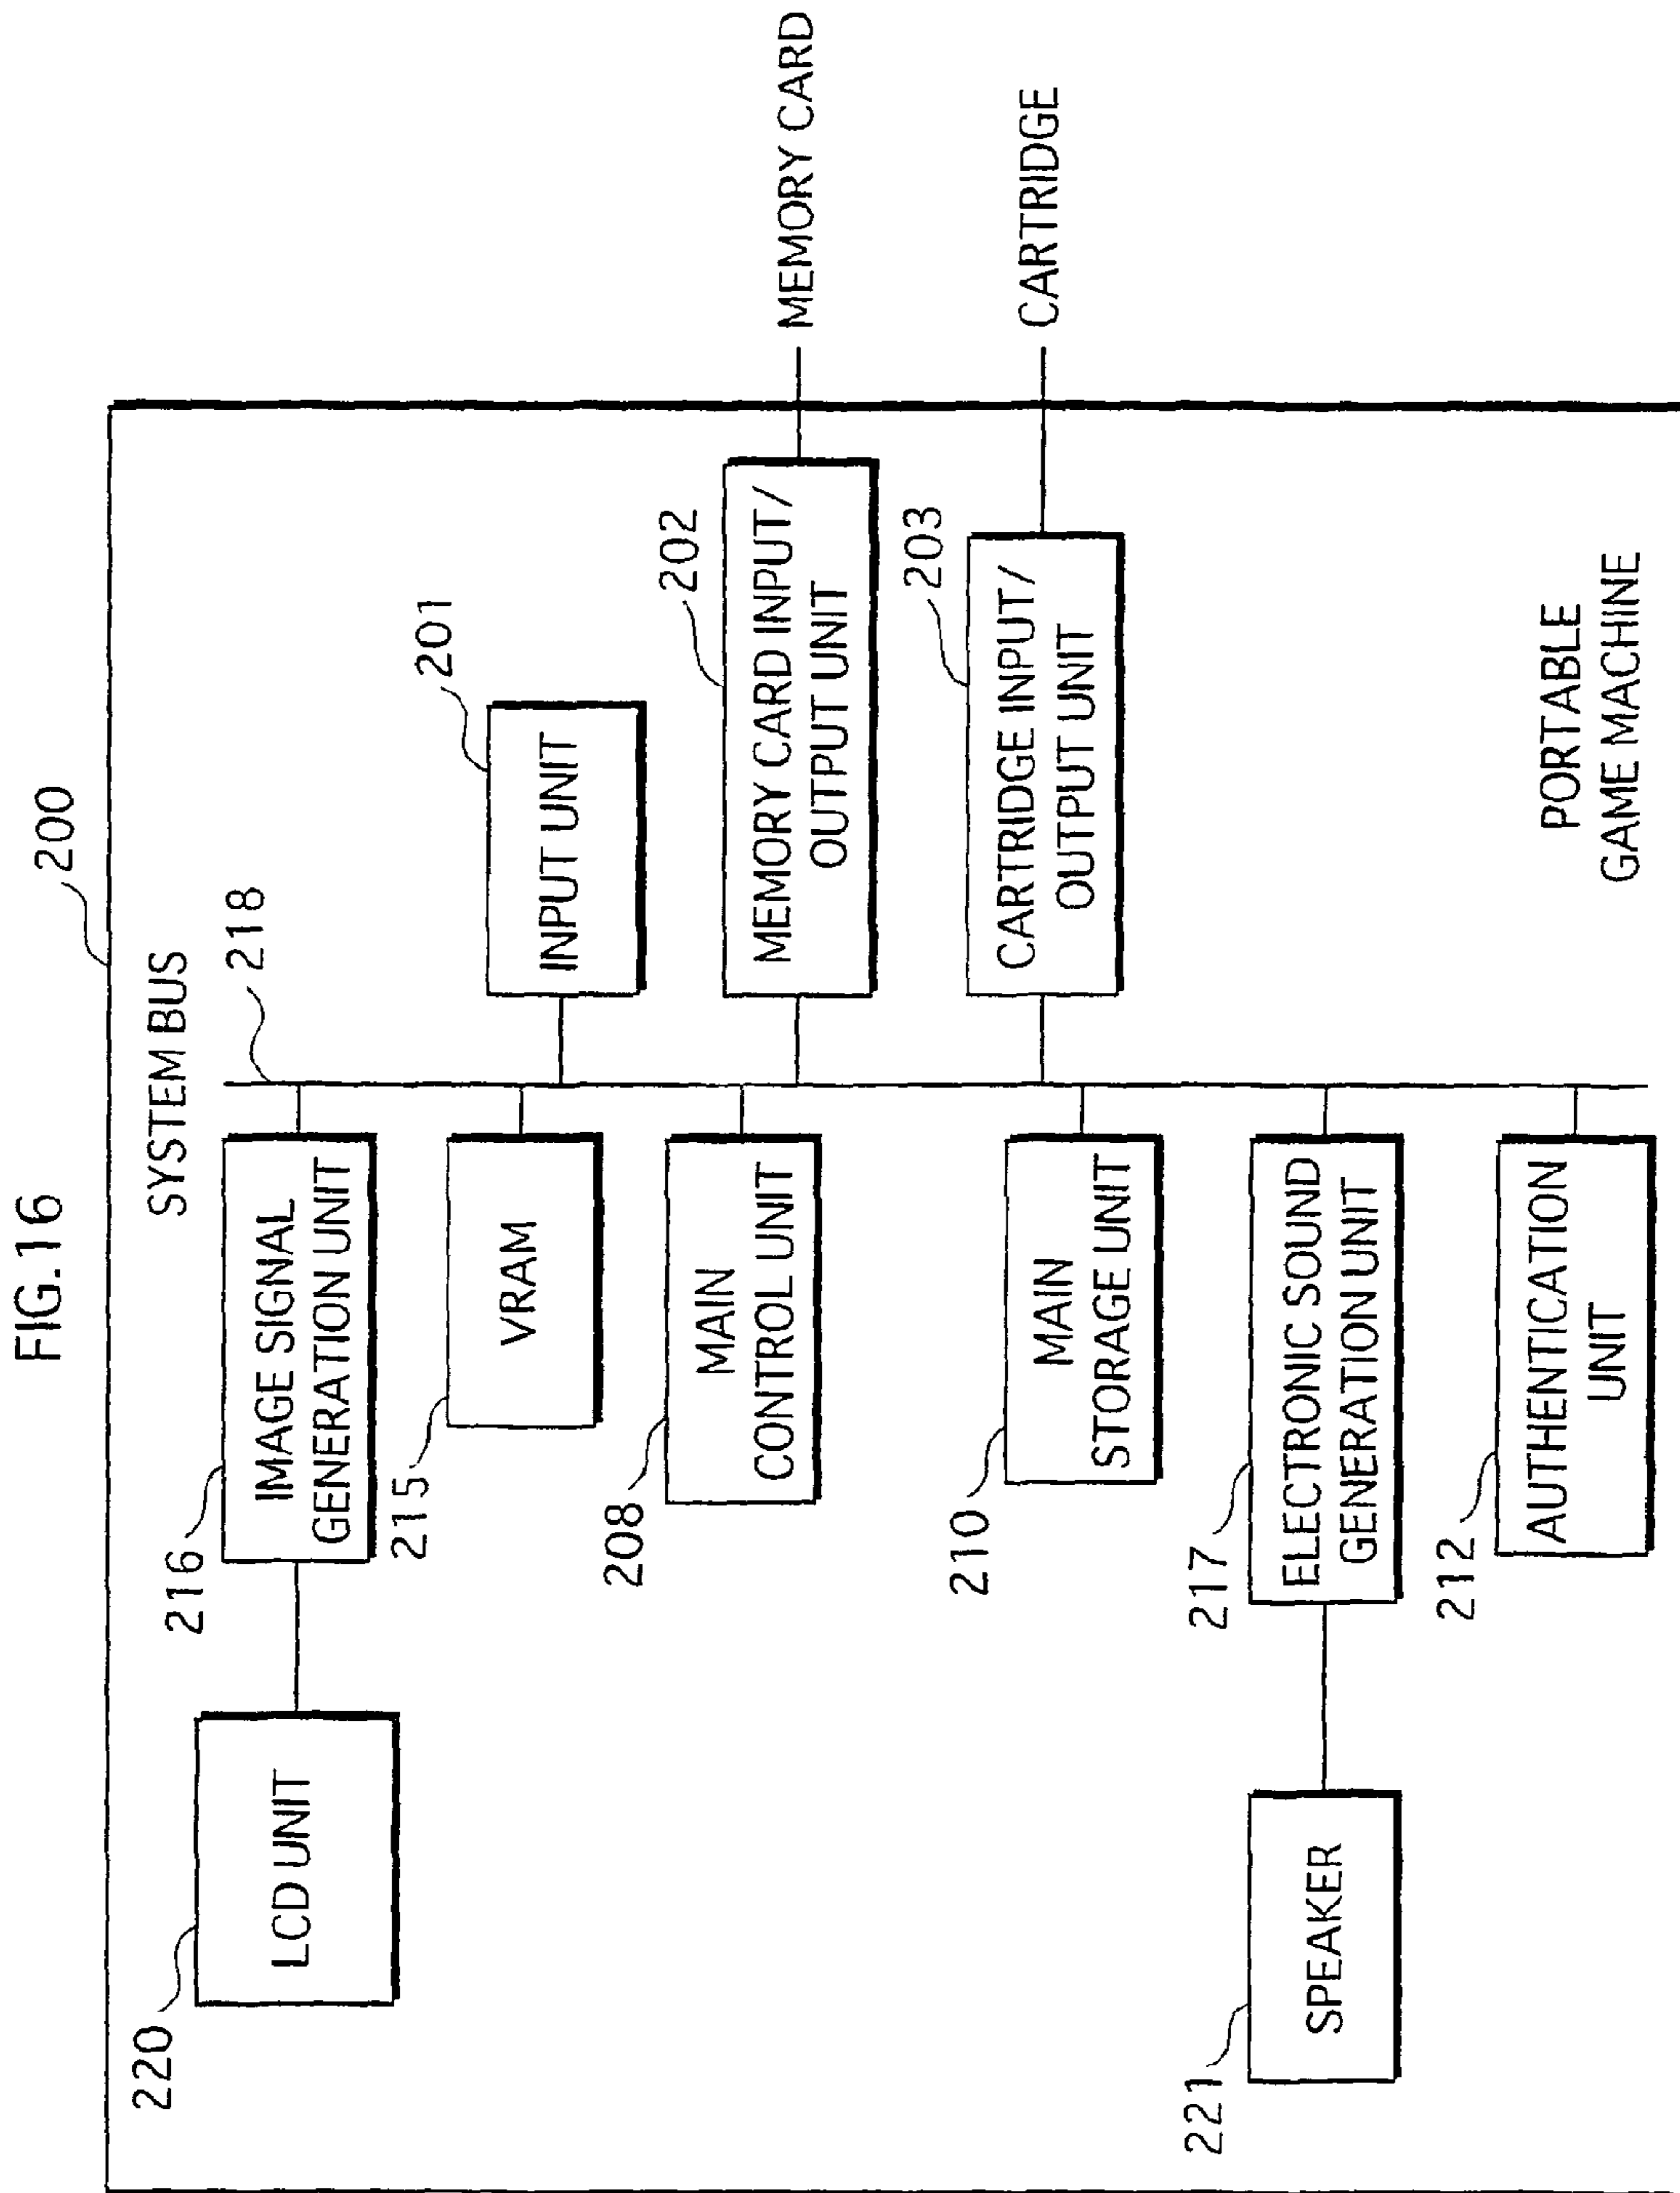 FIG.16
200
SYSTEM BUS
218
220
LCD UNIT
216
IMAGE SIGNAL
GENERATION UNIT
215
VRAM
201
INPUT UNIT
208
MAIN
CONTROL UNIT
202
MEMORY CARD INPUT/
OUTPUT UNIT
MEMORY CARD
210
MAIN
STORAGE UNIT
203
CARTRIDGE INPUT/
OUTPUT UNIT
CARTRIDGE
221
SPEAKER
217
ELECTRONIC SOUND
GENERATION UNIT
212
AUTHENTICATION
UNIT
PORTABLE
GAME MACHINE